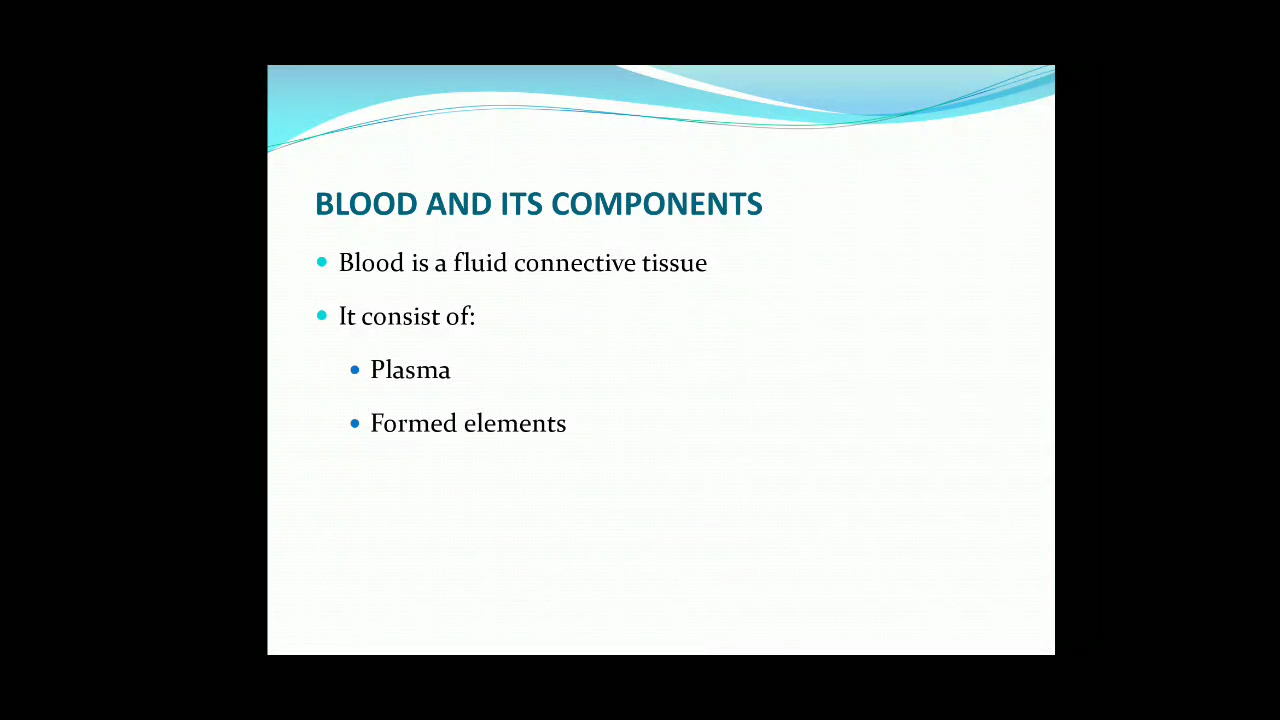 BLOOD AND ITS COMPONENTS
Blood is a fluid connective tissue
It consist of:
Plasma
Formed elements